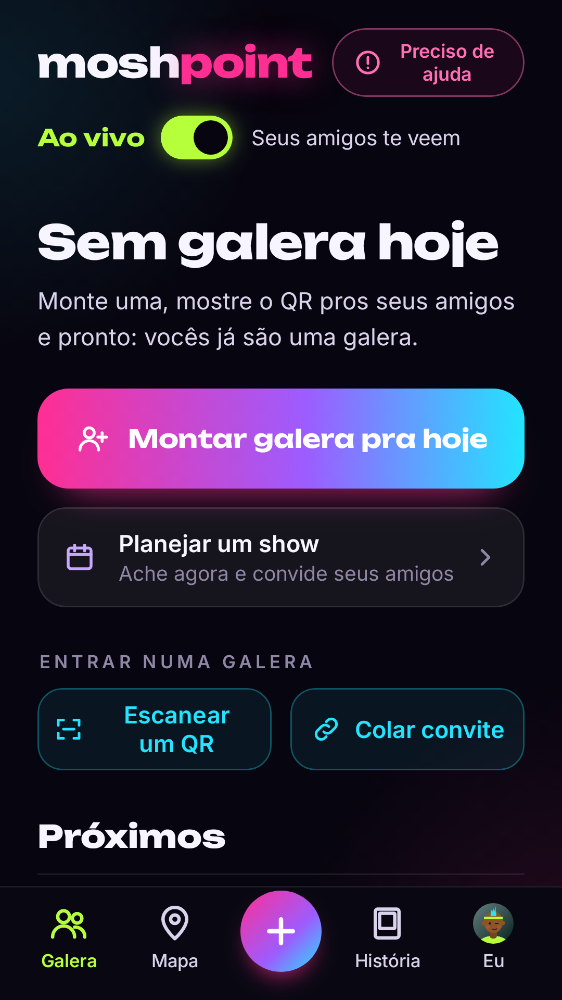 moshpoint
Preciso de
ajuda
Ao vivo
Seus amigos te veem
Sem galera hoje
Monte uma, mostre o QR pros seus amigos
e pronto: vocês já são uma galera.
Montar galera pra hoje
Planejar um show
Ache agora e convide seus amigos
ENTRAR NUMA GALERA
Escanear
um QR
Colar convite
Próximos
Galera
Mapa
História
Eu